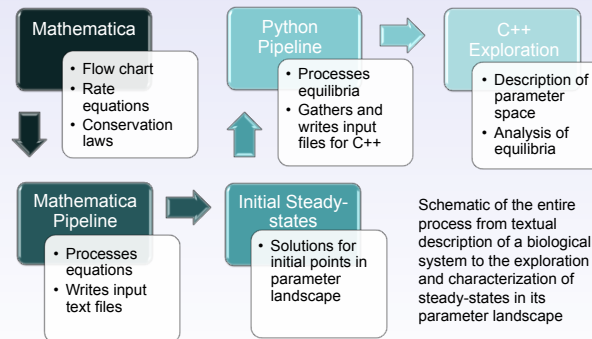 Mathematica
• Flow chart
• Rate
equations
• Conservation
laws
Mathematica
Pipeline
• Processes
equations
• Writes input
text files
Initial Steady-
states
• Solutions for
initial points in
parameter
landscape
Python
Pipeline
• Processes
equilibria
• Gathers and
writes input
files for C++
C++
Exploration
• Description of
parameter
space
• Analysis of
equilibria
Schematic of the entire
process from textual
description of a biological
system to the exploration
and characterization of
steady-states in its
parameter landscape